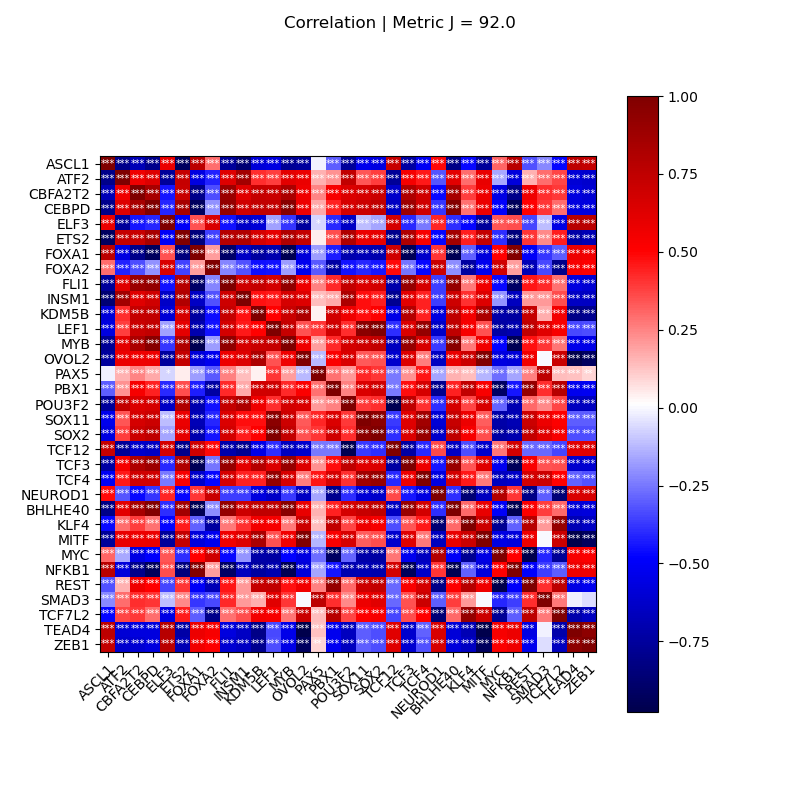 Correlation | Metric J = 92.0
1.00
0.75
0.50
0.25
0.00
−0.25
−0.50
−0.75
ASCL1
ATF2
CBFA2T2
CEBPD
ELF3
ETS2
FOXA1
FOXA2
FLI1
INSM1
KDM5B
LEF1
MYB
OVOL2
PAX5
PBX1
POU3F2
SOX11
SOX2
TCF12
TCF3
TCF4
NEUROD1
BHLHE40
KLF4
MITF
MYC
NFKB1
REST
SMAD3
TCF7L2
TEAD4
ZEB1
ASCL1
ATF2
CBFA2T2
CEBPD
ELF3
ETS2
FOXA1
FOXA2
FLI1
INSM1
KDM5B
LEF1
MYB
OVOL2
PAX5
PBX1
POU3F2
SOX11
SOX2
TCF12
TCF3
TCF4
NEUROD1
BHLHE40
KLF4
MITF
MYC
NFKB1
REST
SMAD3
TCF7L2
TEAD4
ZEB1